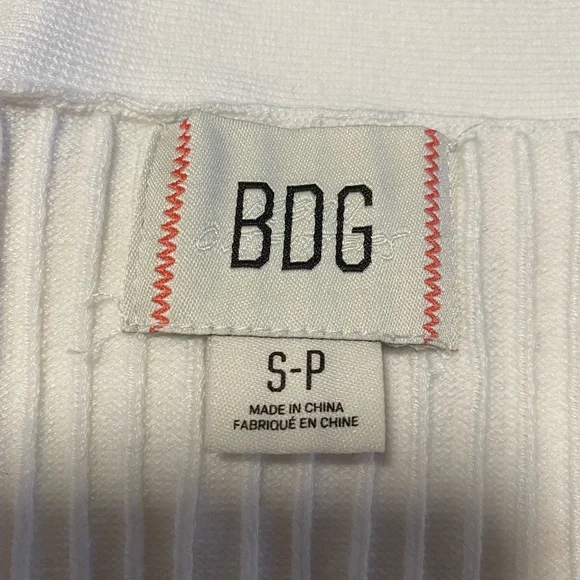 BDG
S-P
MADE IN CHINA
FABRIQUÉ EN CHINE